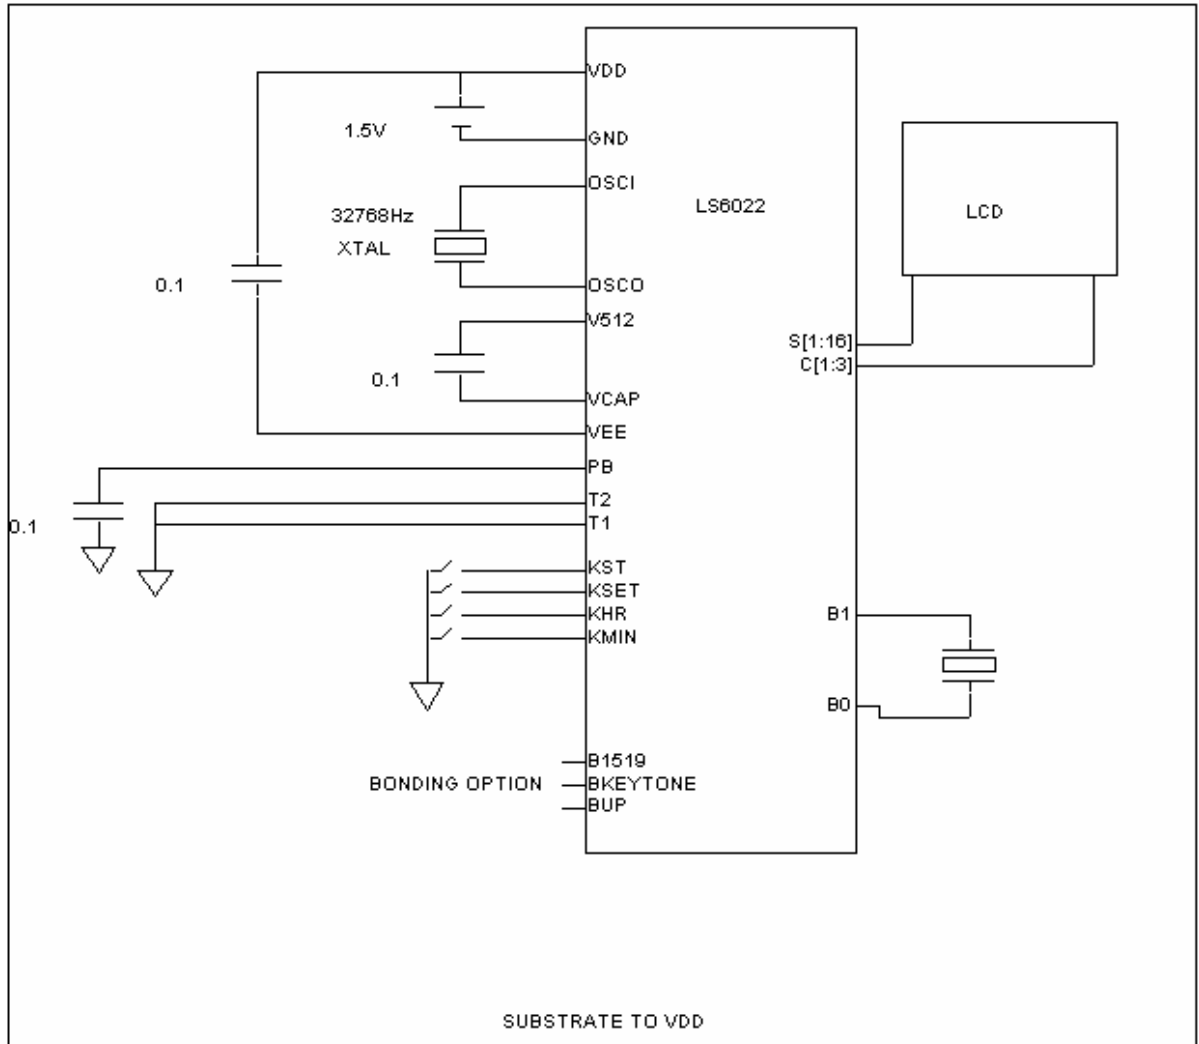 VDD
1.5V
GND
OSCI
LS6022
LCD
32768Hz
XTAL
0.1
OSCO
V512
S[1:16]
C[1:3]
0.1
VCAP
VEE
PB
T2
0.1
T1
KST
KSET
KHR
B1
KMIN
B0
B1519
BONDING OPTION
BKEYTONE
BUP
SUBSTRATE TO VDD